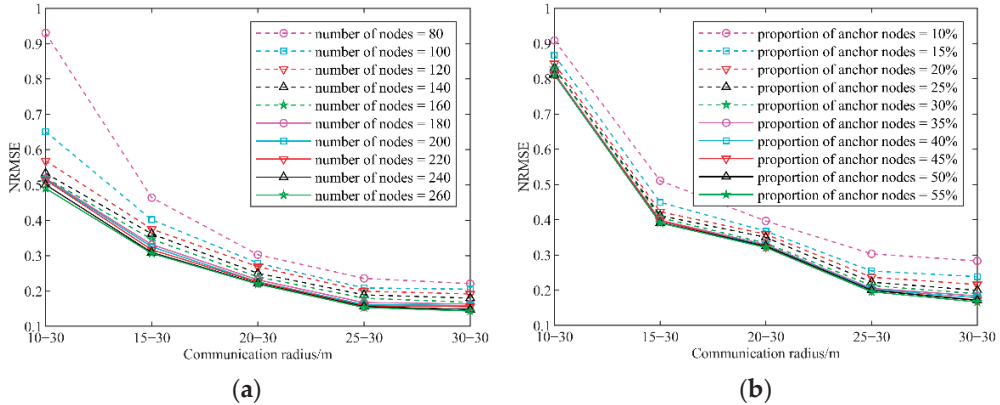 1
0.9
0.8
0.7
0.6
0.5
0.4
0.3
0.2
0.1
NRMSE
number of nodes = 80
number of nodes = 100
number of nodes = 120
number of nodes = 140
number of nodes = 160
number of nodes = 180
number of nodes = 200
number of nodes = 220
number of nodes = 240
number of nodes = 260
10−30 15−30 20−30 25−30 30−30
Communication radius/m
(a)
1
0.9
0.8
0.7
0.6
0.5
0.4
0.3
0.2
0.1
NRMSE
proportion of anchor nodes = 10%
proportion of anchor nodes = 15%
proportion of anchor nodes = 20%
proportion of anchor nodes = 25%
proportion of anchor nodes = 30%
proportion of anchor nodes = 35%
proportion of anchor nodes = 40%
proportion of anchor nodes = 45%
proportion of anchor nodes = 50%
proportion of anchor nodes = 55%
10−30 15−30 20−30 25−30 30−30
Communication radius/m
(b)